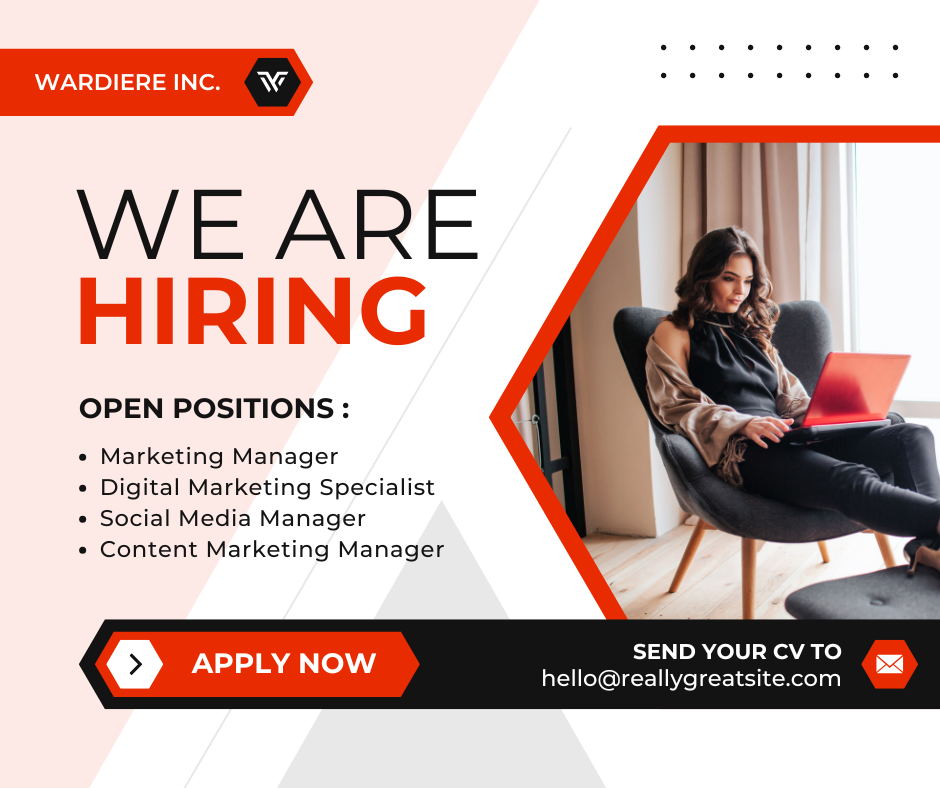 WARDIERE INC.
WE ARE
HIRING
OPEN POSITIONS :
• Marketing Manager
• Digital Marketing Specialist
• Social Media Manager
• Content Marketing Manager
APPLY NOW
SEND YOUR CV TO
hello@reallygreatsite.com